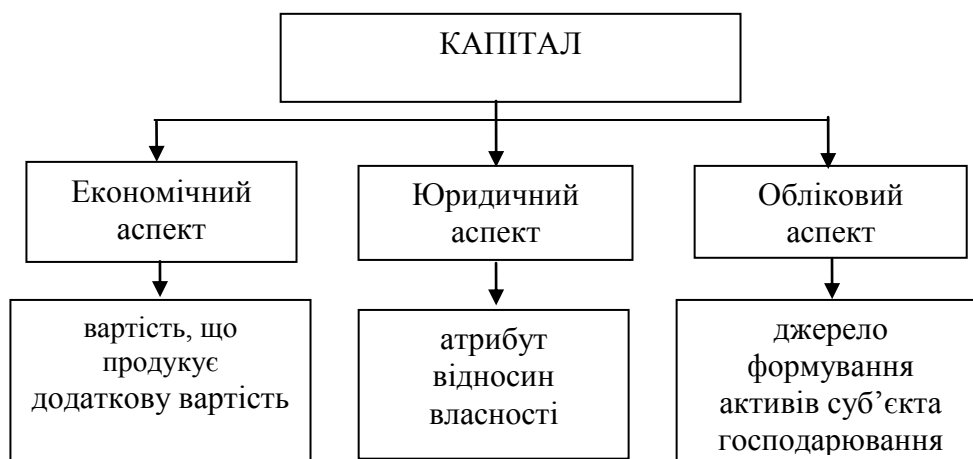 КАПІТАЛ
Економічний
аспект
Юридичний
аспект
Обліковий
аспект
вартість, що
продукує
додаткову вартість
атрибут
відносин
власності
джерело
формування
активів суб’єкта
господарювання